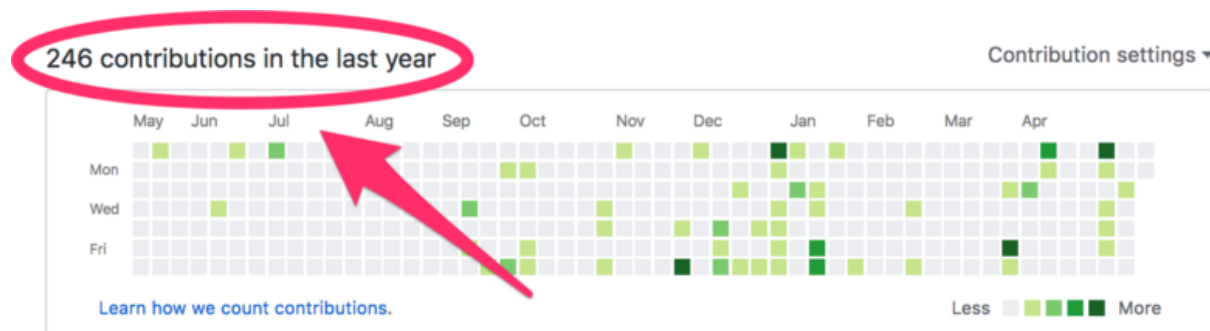 246 contributions in the last year
Contribution settings
May Jun Jul Aug Sep Oct Nov Dec Jan Feb Mar Apr
Mon
Wed
Fri
Learn how we count contributions.
Less More